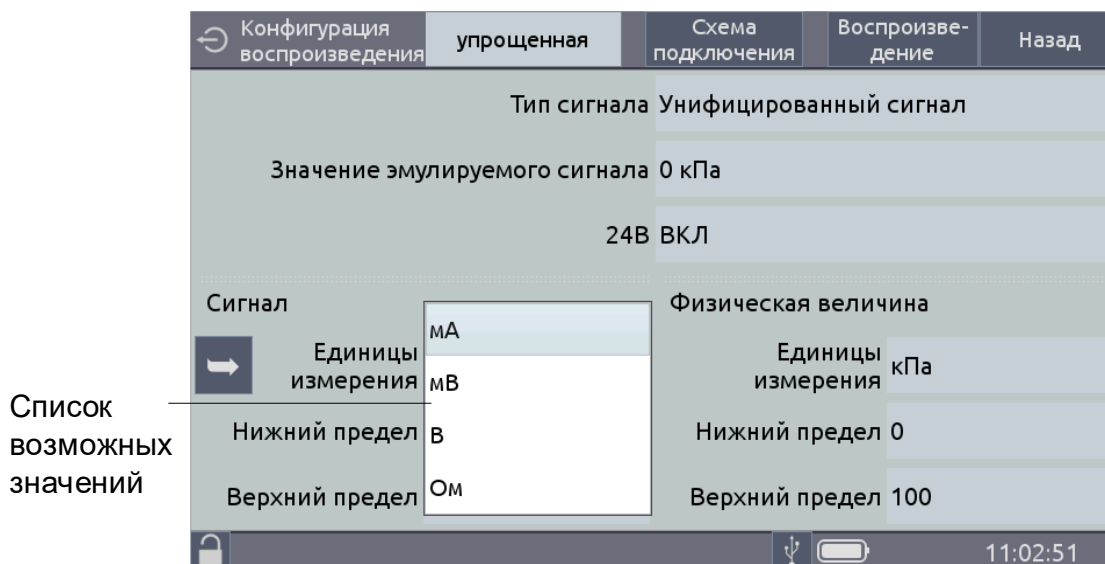 Конфигурация
воспроизведения
упрощенная
Схема
подключения
Воспроизве-
дение
Назад
Тип сигнала Унифицированный сигнал
Значение эмулируемого сигнала 0 кПа
24В ВКЛ
Сигнал
Единицы
измерения
мА
мВ
В
Ом
Нижний предел
Верхний предел
Физическая величина
Единицы
измерения
кПа
Нижний предел 0
Верхний предел 100
Список
возможных
значений
11:02:51